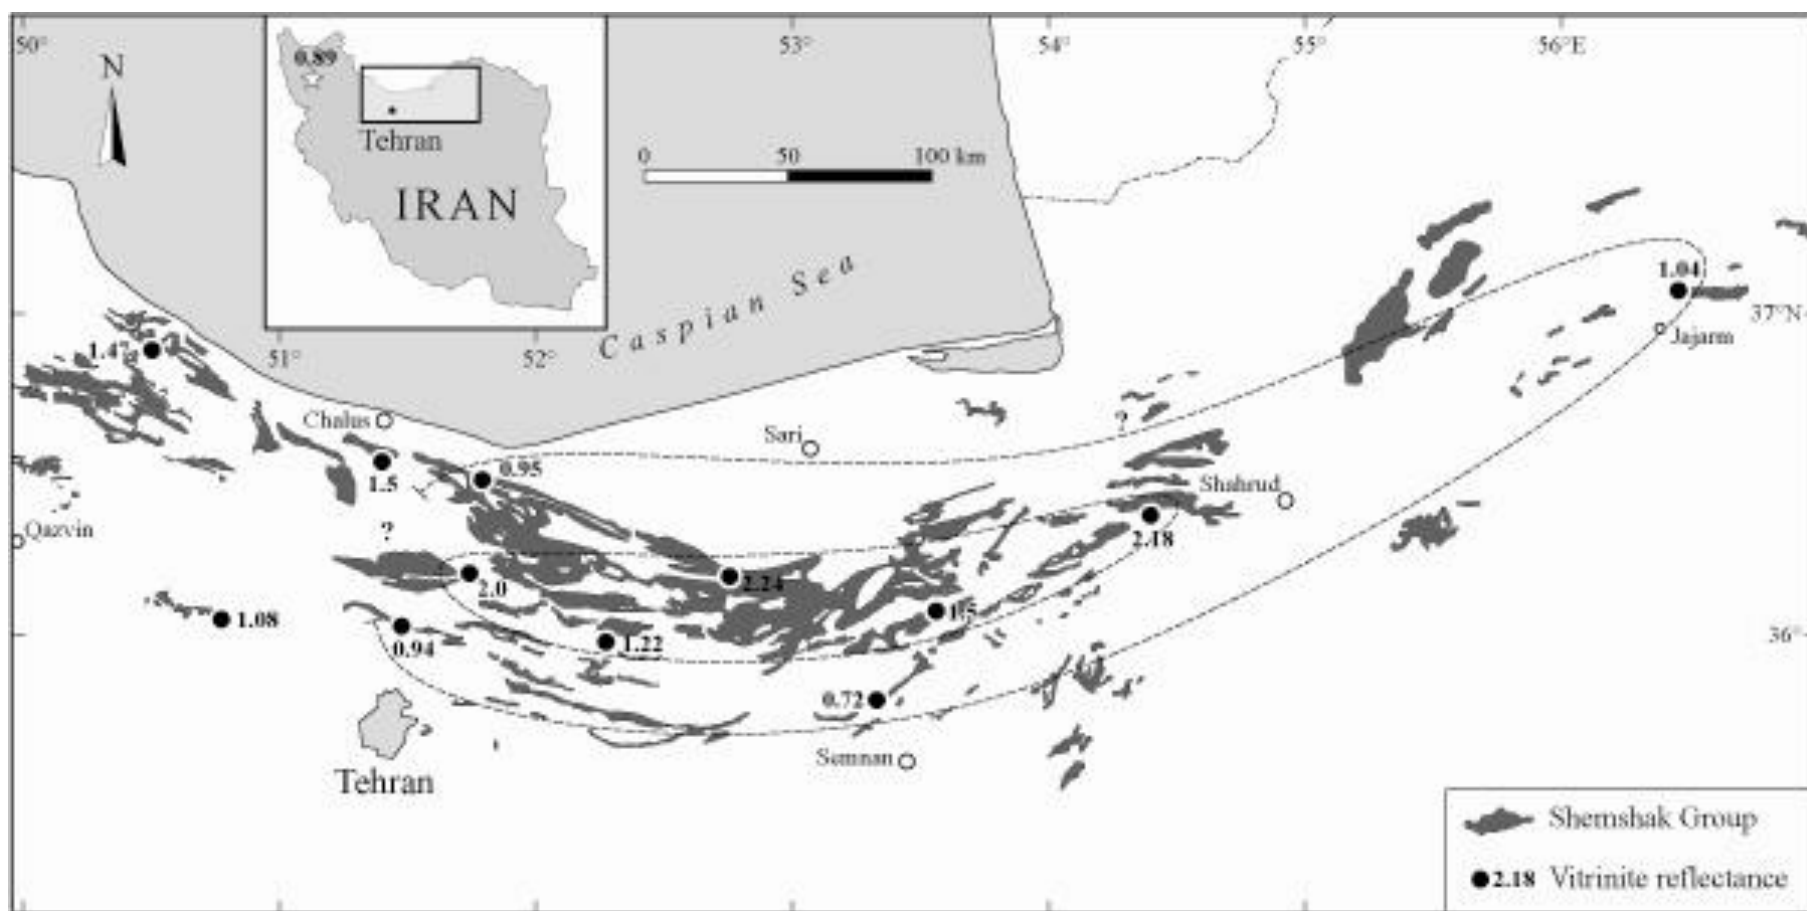 50°
53°
54°
55°
56°E
N
0.89
Tehran
IRAN
0
50
100 km
Caspian Sea
51°
52°
1.04
37°N
Jajarm
1.47
Chalus
Sari
?
0.95
1.5
Shahrud
Qazvin
?
2.18
2.0
2.24
1.5
1.08
0.94
1.22
36°
0.72
Semnan
Tehran
Shemshak Group
2.18 Vitrinite reflectance